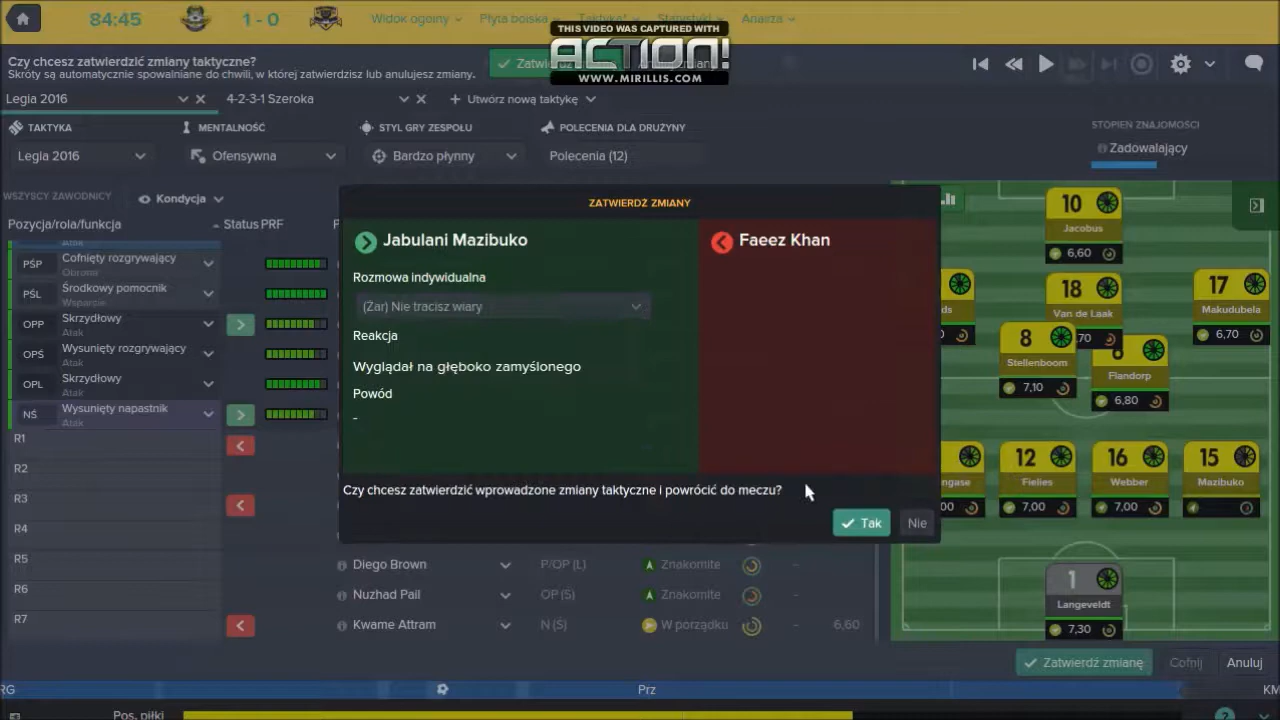 84:45
1 - 0
Widok ogólny
Płyta boiska
Taktyka*
Statystyki
Analiza
THIS VIDEO WAS CAPTURED WITH
ACTION!
WWW.MIRILLIS.COM
Czy chcesz zatwierdzić zmiany taktyczne?
Skróty są automatycznie spowalniane do chwili, w której zatwierdzisz lub anulujesz zmiany.
Legia 2016
4-2-3-1 Szeroka
Utwórz nową taktykę
TAKTYKA
MENTALNOŚĆ
STYL GRY ZESPOŁU
POLECENIA DLA DRUŻYNY
STOPIEŃ ZNAJOMOŚCI
Legia 2016
Ofensywna
Bardzo płynny
Polecenia (12)
Zadowalający
WSZYSCY ZAWODNICY
Kondycja
Pozycja/rola/funkcja
Status PRF
Atak
PŚP
Cofnięty rozgrywający
Obrona
PŚL
Środkowy pomocnik
Wsparcie
OPP
Skrzydłowy
Atak
OPŚ
Wysunięty rozgrywający
Atak
OPL
Skrzydłowy
Atak
NŚ
Wysunięty napastnik
Atak
R1
R2
R3
R4
R5
R6
R7
ZATWIERDŹ ZMIANY
Jabulani Mazibuko
Faeez Khan
Rozmowa indywidualna
(Żar) Nie tracisz wiary
Reakcja
Wyglądał na głęboko zamyślonego
Powód
-
Czy chcesz zatwierdzić wprowadzone zmiany taktyczne i powrócić do meczu?
Tak
Nie
Diego Brown
P/OP (L)
Znakomite
-
Nuzhad Pail
OP (Ś)
Znakomite
-
Kwame Attram
N (Ś)
W porządku
-
6,60
10
Jacobus
6,60
18
Van de Laak
17
Makudubela
6,70
8
Stellenboom
7,10
Flandorp
6,80
12
Fielies
7,00
16
Webber
7,00
15
Mazibuko
1
Langeveldt
7,30
Zatwierdź zmianę
Cofnij
Anuluj
RG
Prz
KM
Pos. piłki